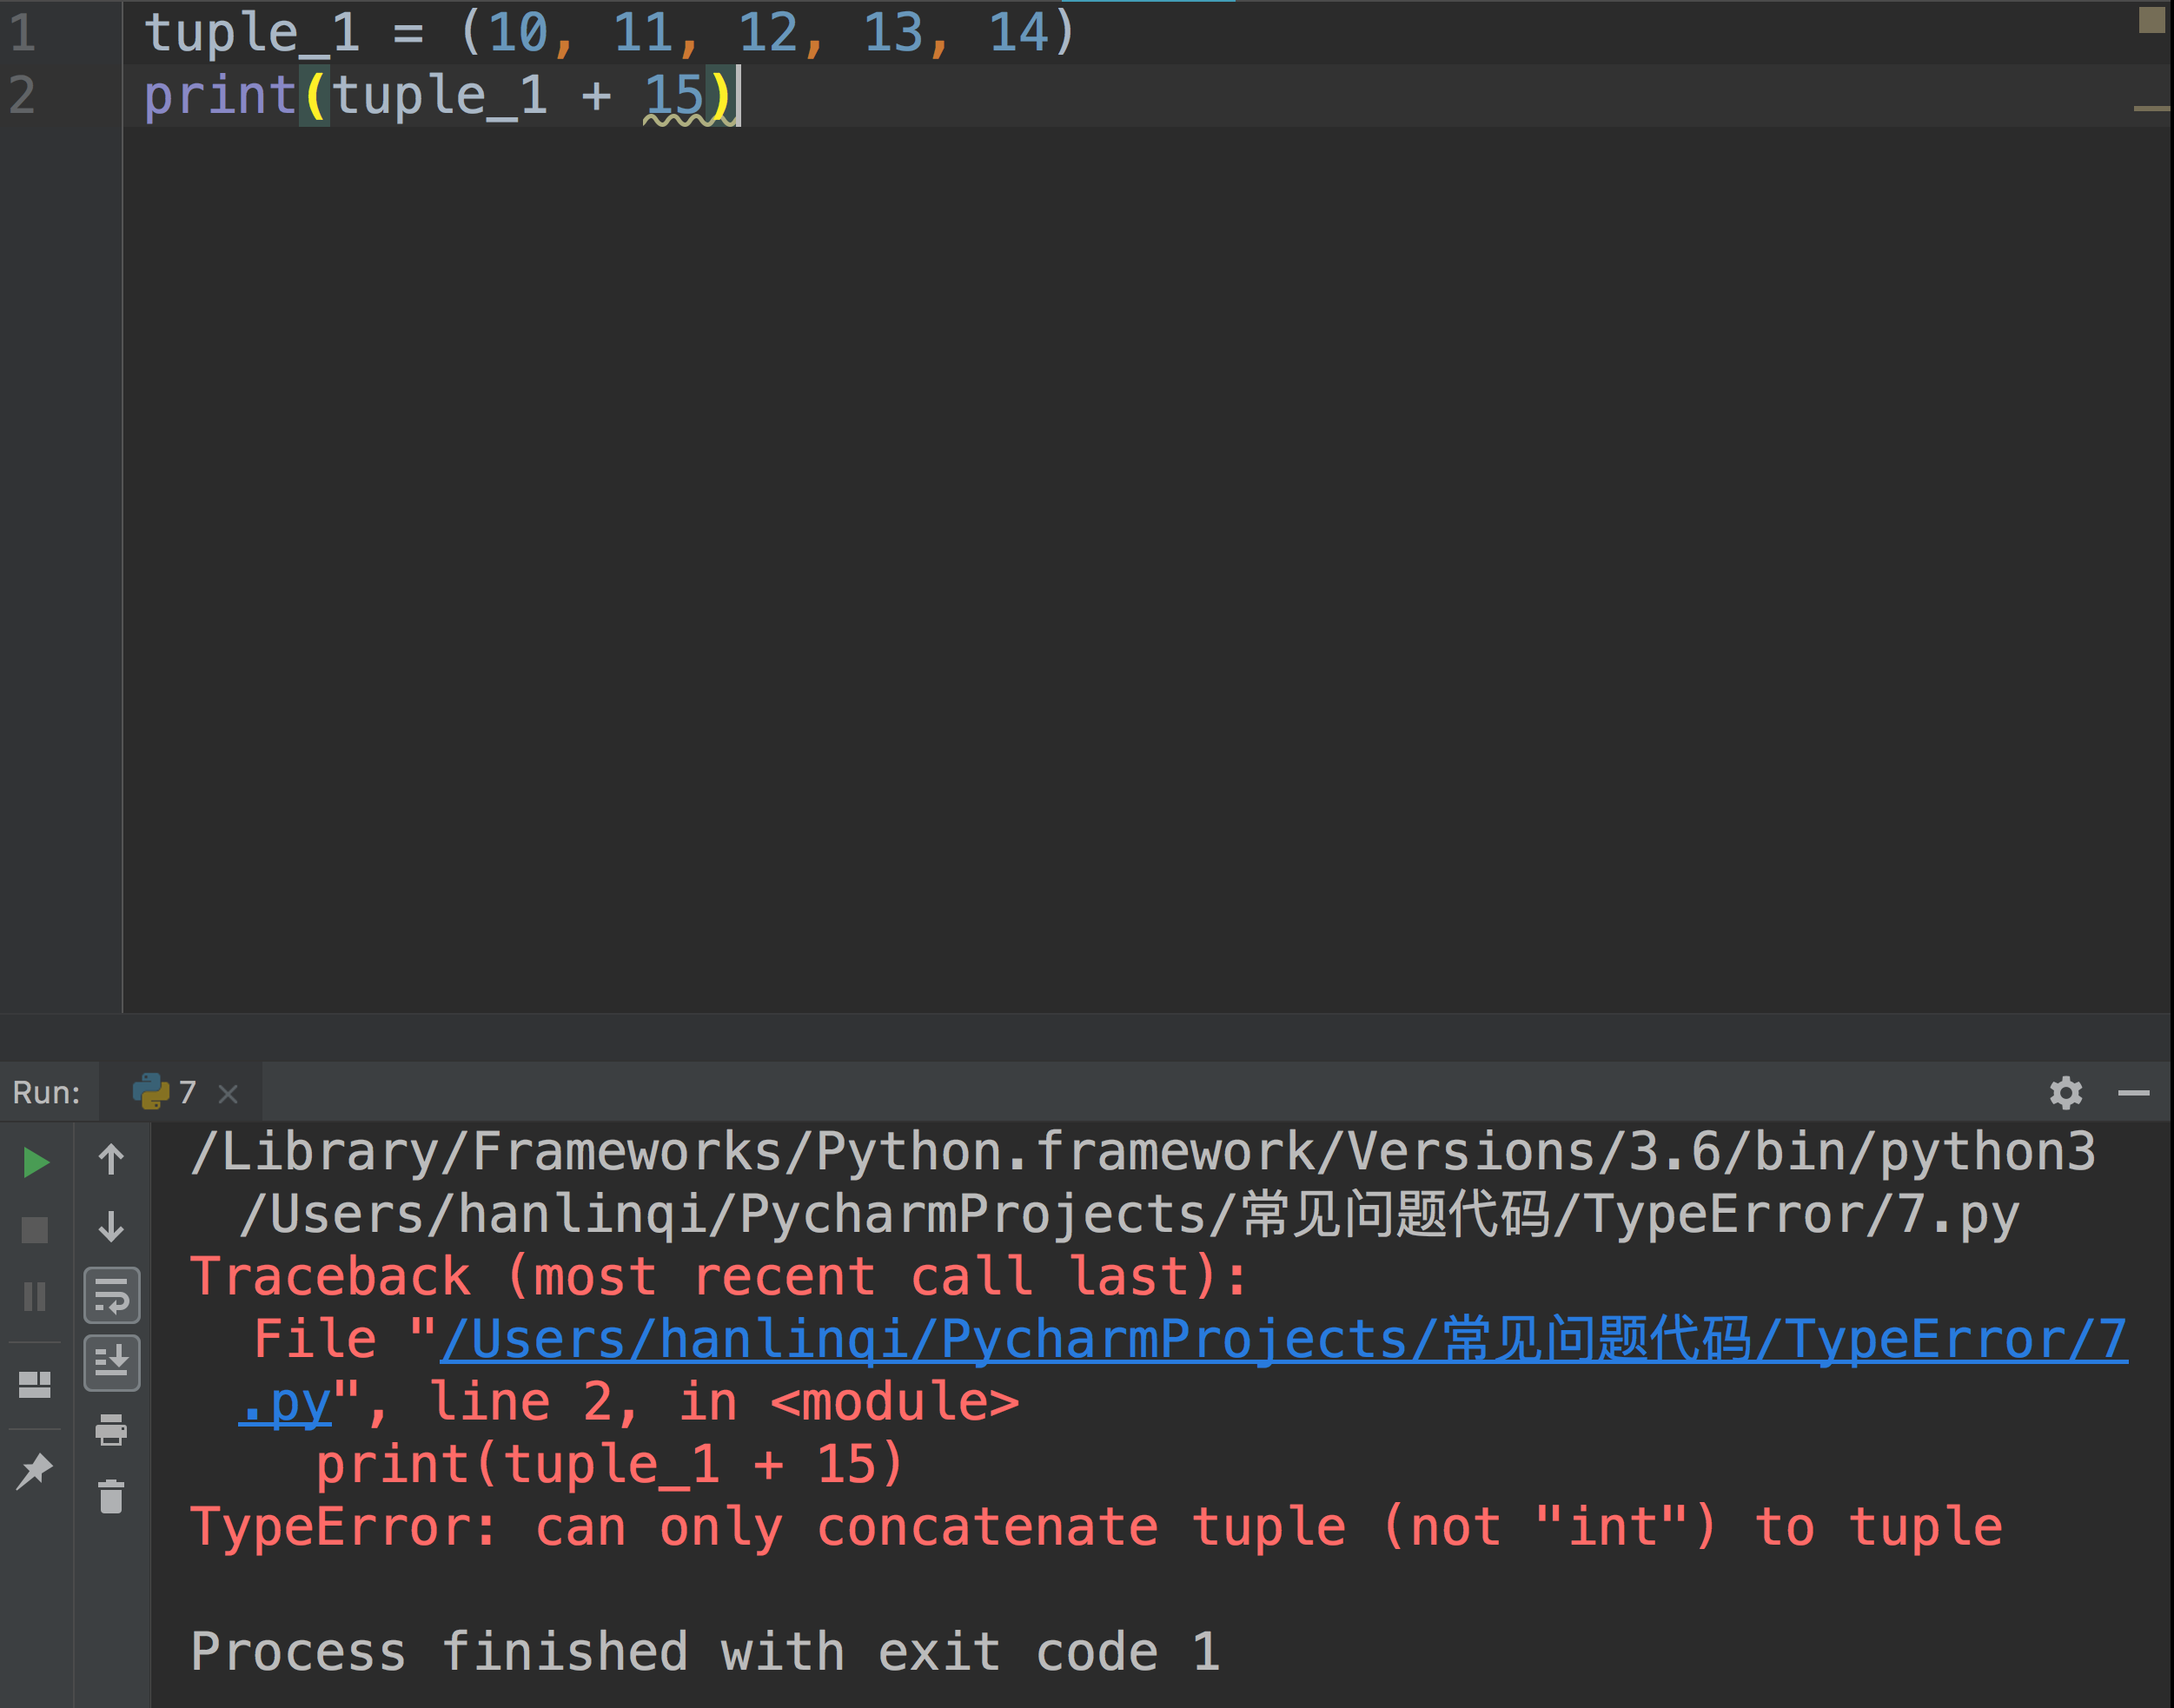 1 tuple_1 = (10, 11, 12, 13, 14)
2 print(tuple_1 + 15)
Run: 7
/Library/Frameworks/Python.framework/Versions/3.6/bin/python3
/Users/hanlinqi/PycharmProjects/常见问题代码/TypeError/7.py
Traceback (most recent call last):
File "/Users/hanlinqi/PycharmProjects/常见问题代码/TypeError/7
.py", line 2, in <module>
print(tuple_1 + 15)
TypeError: can only concatenate tuple (not "int") to tuple
Process finished with exit code 1